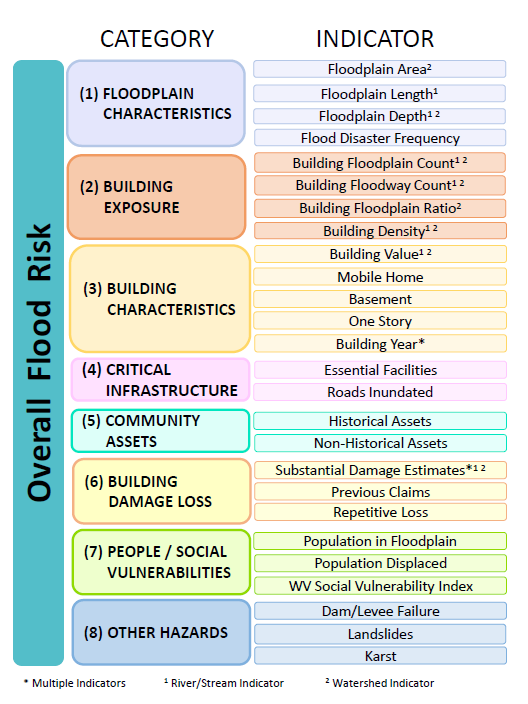 CATEGORY
INDICATOR
Overall Flood Risk
(1) FLOODPLAIN
CHARACTERISTICS
Floodplain Area²
Floodplain Length¹
Floodplain Depth¹ ²
Flood Disaster Frequency
(2) BUILDING
EXPOSURE
Building Floodplain Count¹ ²
Building Floodway Count¹ ²
Building Floodplain Ratio²
Building Density¹ ²
(3) BUILDING
CHARACTERISTICS
Building Value¹ ²
Mobile Home
Basement
One Story
Building Year*
(4) CRITICAL
INFRASTRUCTURE
Essential Facilities
Roads Inundated
(5) COMMUNITY
ASSETS
Historical Assets
Non-Historical Assets
(6) BUILDING
DAMAGE LOSS
Substantial Damage Estimates*¹ ²
Previous Claims
Repetitive Loss
(7) PEOPLE / SOCIAL
VULNERABILITIES
Population in Floodplain
Population Displaced
WV Social Vulnerability Index
(8) OTHER HAZARDS
Dam/Levee Failure
Landslides
Karst
* Multiple Indicators
¹ River/Stream Indicator
² Watershed Indicator